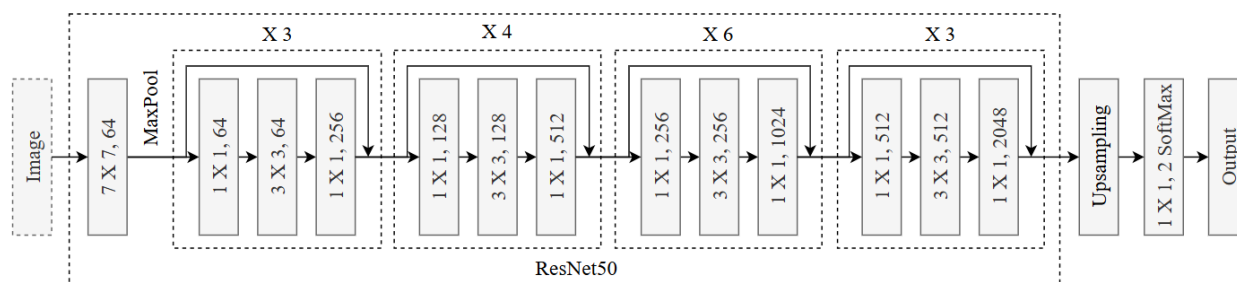 X 3
X 4
X 6
X 3
Image
7 X 7, 64
MaxPool
1 X 1, 64
3 X 3, 64
1 X 1, 256
1 X 1, 128
3 X 3, 128
1 X 1, 512
1 X 1, 256
3 X 3, 256
1 X 1, 1024
1 X 1, 512
3 X 3, 512
1 X 1, 2048
Upsampling
1 X 1, 2 SoftMax
Output
ResNet50